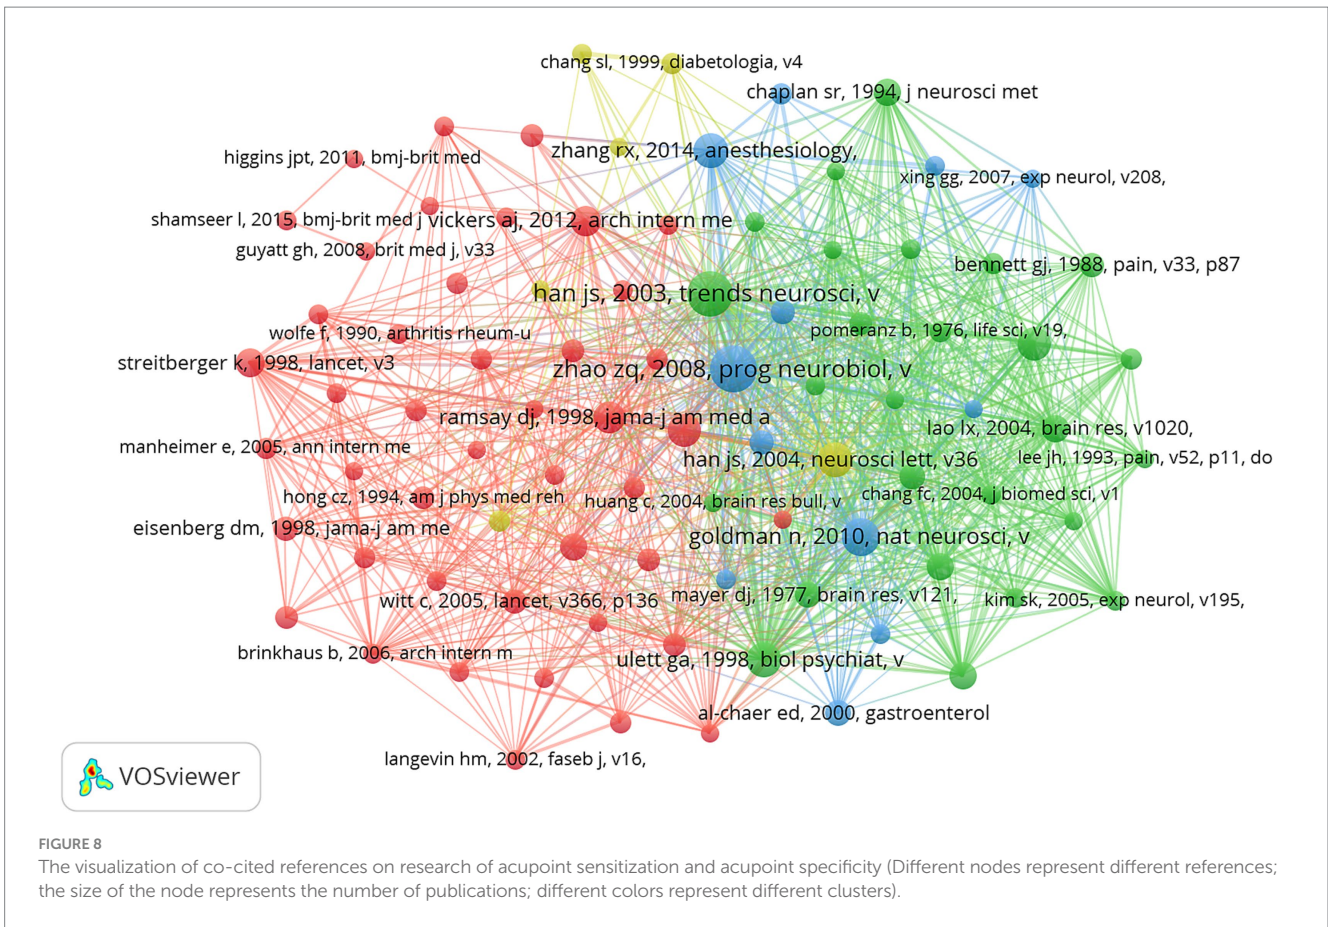 chang sl, 1999, diabetologia, v4
chaplan sr, 1994, j neurosci met
higgins jpt, 2011, bmj-brit med
zhang rx, 2014, anesthesiology,
xing gg, 2007, exp neurol, v208,
shamseer l, 2015, bmj-brit med j
vickers aj, 2012, arch intern me
guyatt gh, 2008, brit med j, v33
bennett gj, 1988, pain, v33, p87
han js, 2003, trends neurosci, v
wolfe f, 1990, arthritis rheum-u
pomeranz b, 1976, life sci, v19,
streitberger k, 1998, lancet, v3
zhao zq, 2008, prog neurobiol, v
ramsay dj, 1998, jama-j am med a
lao lx, 2004, brain res, v1020,
manheimer e, 2005, ann intern me
han js, 2004, neurosci lett, v36
lee jh, 1993, pain, v52, p11, do
hong cz, 1994, am j phys med reh
huang c, 2004, brain res bull, v
chang fc, 2004, j biomed sci, v1
eisenberg dm, 1998, jama-j am me
goldman n, 2010, nat neurosci, v
witt c, 2005, lancet, v366, p136
mayer dj, 1977, brain res, v121,
kim sk, 2005, exp neurol, v195,
brinkhaus b, 2006, arch intern m
ulett ga, 1998, biol psychiat, v
al-chaer ed, 2000, gastroenterol
langevin hm, 2002, faseb j, v16,
VOSviewer
FIGURE 8
The visualization of co-cited references on research of acupoint sensitization and acupoint specificity (Different nodes represent different references;
the size of the node represents the number of publications; different colors represent different clusters).